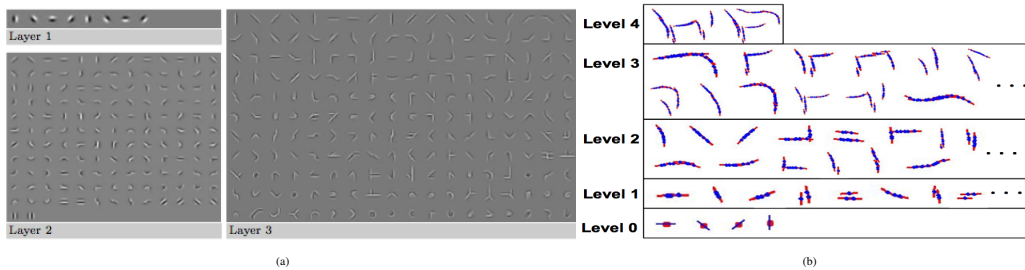 Layer 1
Layer 2
Layer 3
(a)
Level 4
Level 3
Level 2
Level 1
Level 0
(b)